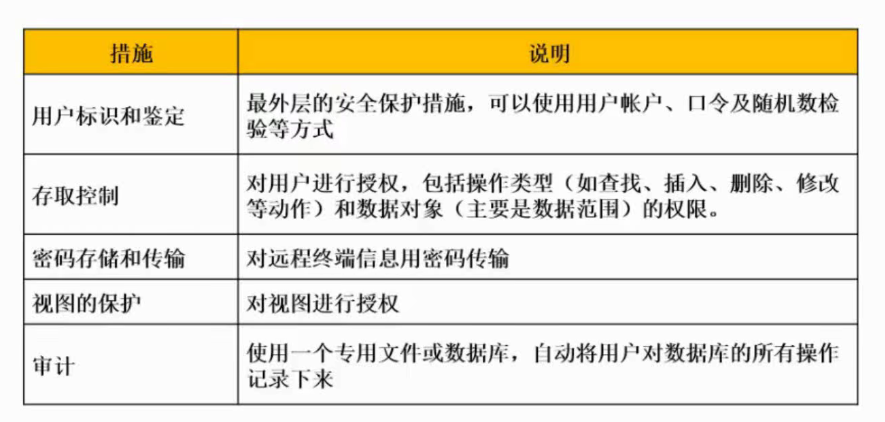 措施
说明
用户标识和鉴定
最外层的安全保护措施，可以使用用户帐户、口令及随机数检
验等方式
存取控制
对用户进行授权，包括操作类型（如查找、插入、删除、修改
等动作）和数据对象（主要是数据范围）的权限。
密码存储和传输
对远程终端信息用密码传输
视图的保护
对视图进行授权
审计
使用一个专用文件或数据库，自动将用户对数据库的所有操作
记录下来